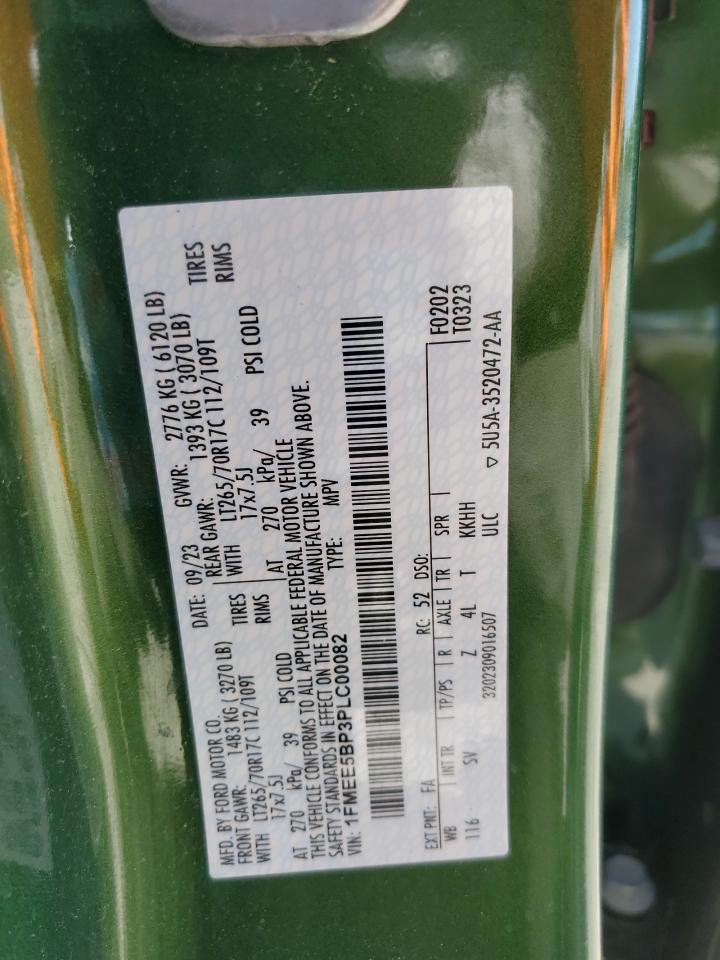 MFD. BY FORD MOTOR CO. DATE: 09/23 GVWR: 2776 KG ( 6120 LB)
FRONT GAWR: 1483 KG ( 3270 LB) REAR GAWR: 1393 KG ( 3070 LB)
WITH LT265/70R17C 112/109T TIRES WITH LT265/70R17C 112/109T TIRES
17x7.5J RIMS 17x7.5J RIMS
AT 270 kPa/ 39 PSI COLD AT 270 kPa/ 39 PSI COLD
THIS VEHICLE CONFORMS TO ALL APPLICABLE FEDERAL MOTOR VEHICLE
SAFETY STANDARDS IN EFFECT ON THE DATE OF MANUFACTURE SHOWN ABOVE.
VIN: 1FMEE5BP3PLC00082 TYPE: MPV
EXT PNT: FA RC: 52 DSO: F0202
WB INT TR TP/PS R AXLE TR SPR T0323
116 SV Z 4L T KKHH
3202309016507 ULC ▽ 5U5A-3520472-AA